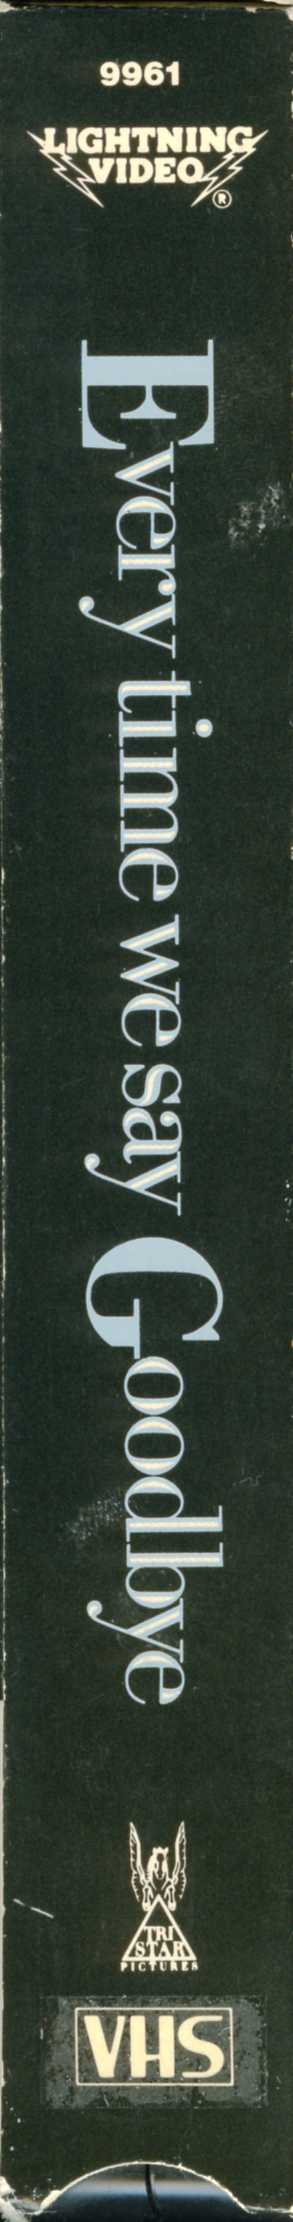 9961
LIGHTNING
VIDEO®
Every time we say Goodbye
TRI
STAR
PICTURES
VHS